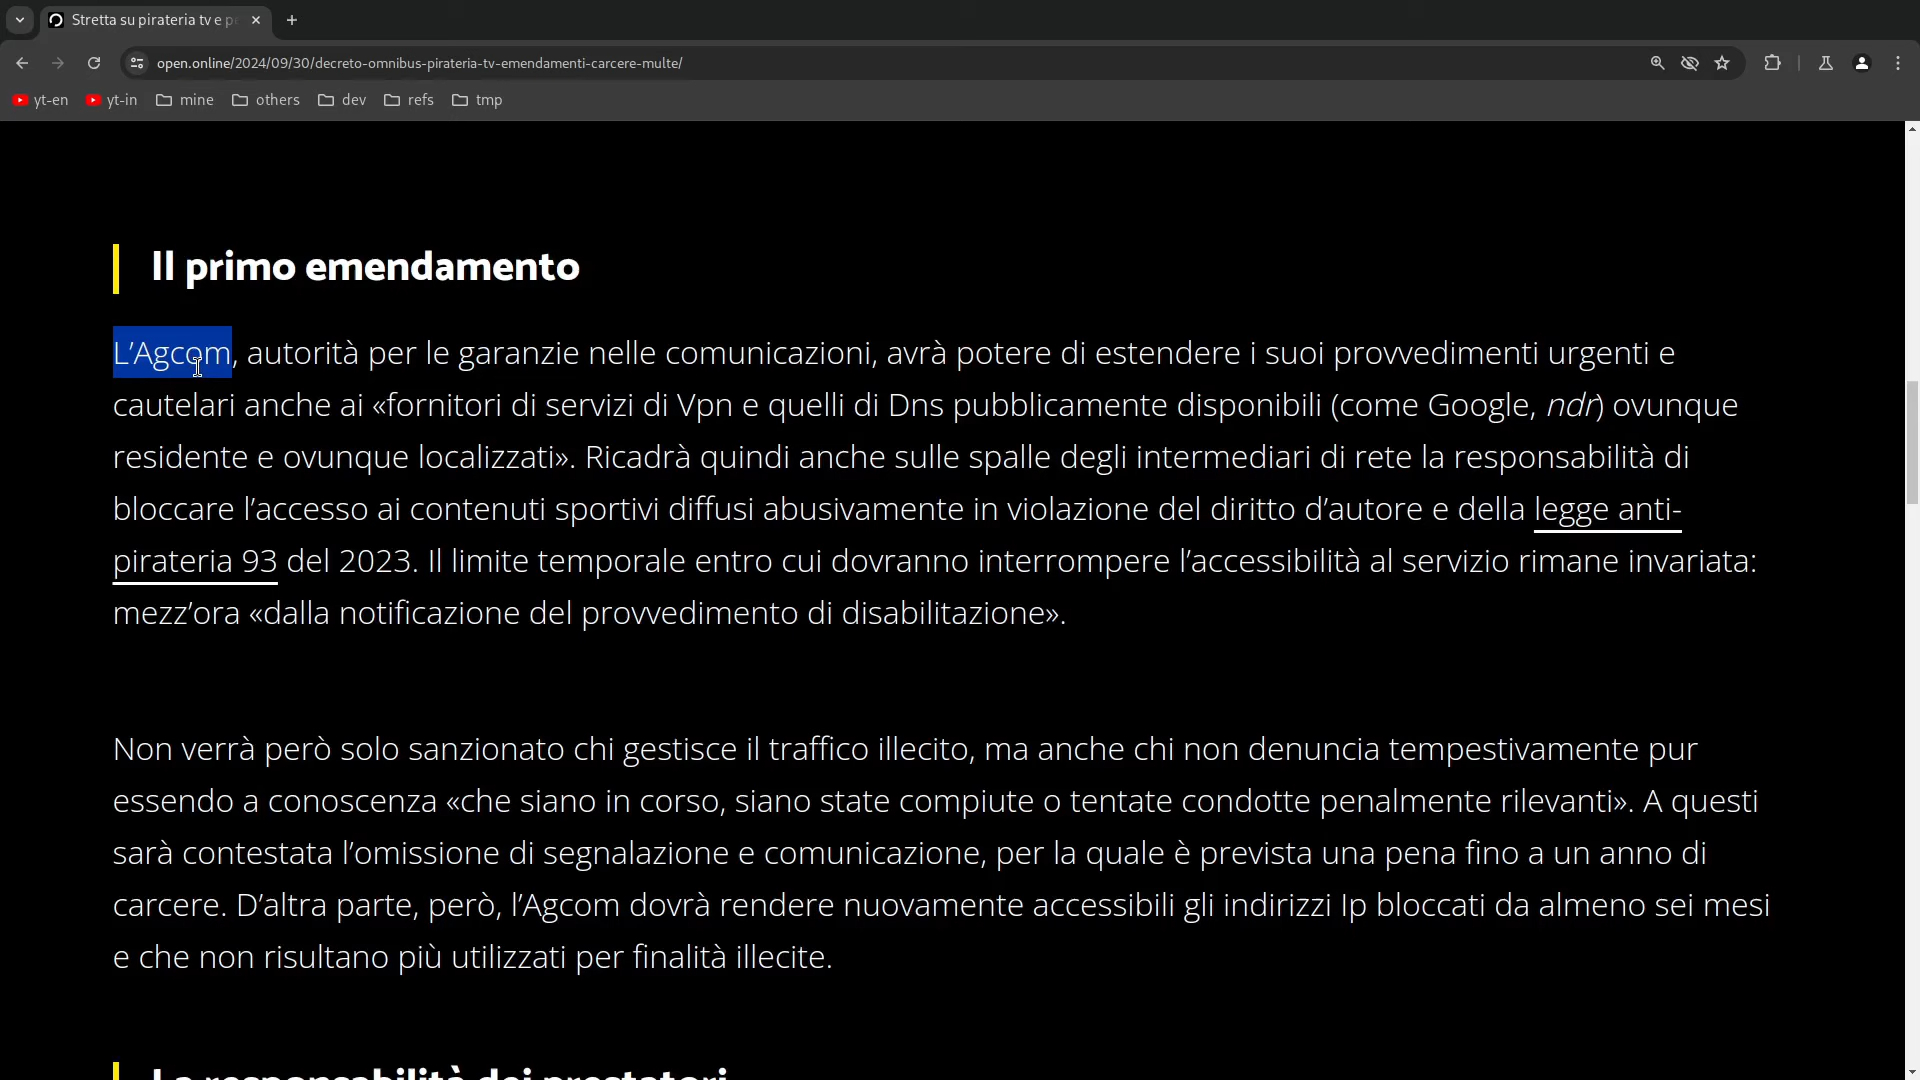 Stretta su pirateria tv e p
open.online/2024/09/30/decreto-omnibus-pirateria-tv-emendamenti-carcere-multe/
yt-en yt-in mine others dev refs tmp
Il primo emendamento
L’Agcom, autorità per le garanzie nelle comunicazioni, avrà potere di estendere i suoi provvedimenti urgenti e
cautelari anche ai «fornitori di servizi di Vpn e quelli di Dns pubblicamente disponibili (come Google, ndr) ovunque
residente e ovunque localizzati». Ricadrà quindi anche sulle spalle degli intermediari di rete la responsabilità di
bloccare l’accesso ai contenuti sportivi diffusi abusivamente in violazione del diritto d’autore e della legge anti-
pirateria 93 del 2023. Il limite temporale entro cui dovranno interrompere l’accessibilità al servizio rimane invariata:
mezz’ora «dalla notificazione del provvedimento di disabilitazione».
Non verrà però solo sanzionato chi gestisce il traffico illecito, ma anche chi non denuncia tempestivamente pur
essendo a conoscenza «che siano in corso, siano state compiute o tentate condotte penalmente rilevanti». A questi
sarà contestata l’omissione di segnalazione e comunicazione, per la quale è prevista una pena fino a un anno di
carcere. D’altra parte, però, l’Agcom dovrà rendere nuovamente accessibili gli indirizzi Ip bloccati da almeno sei mesi
e che non risultano più utilizzati per finalità illecite.
La responsabilità dei prestatori